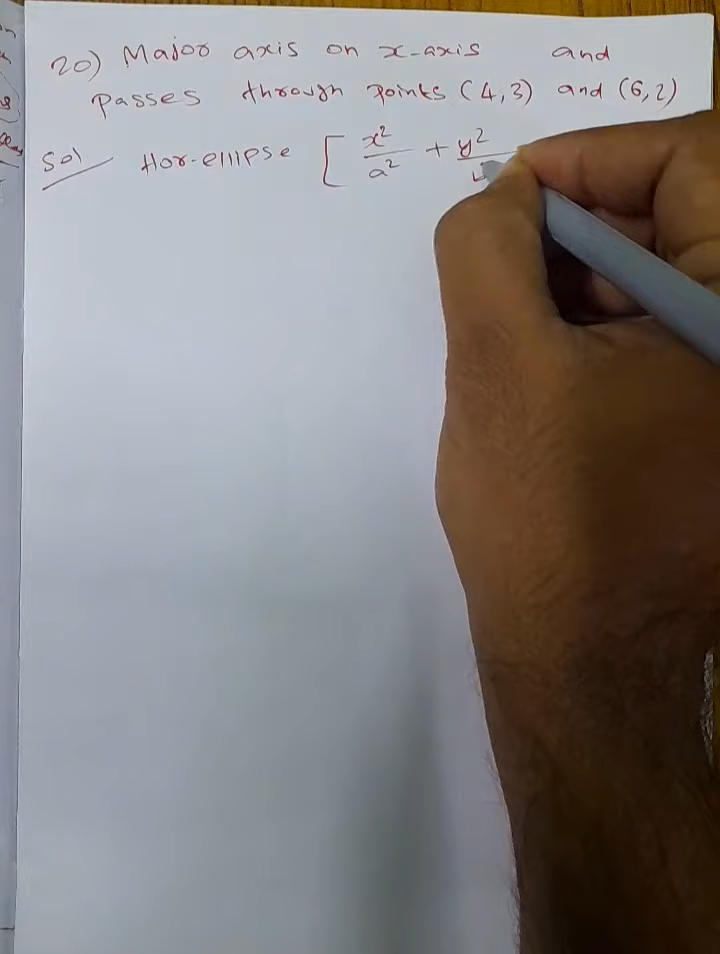 20) Major axis on x-axis and
passes through points (4,3) and (6,2)
Sol Hor-ellipse [ x²/a² + y²/